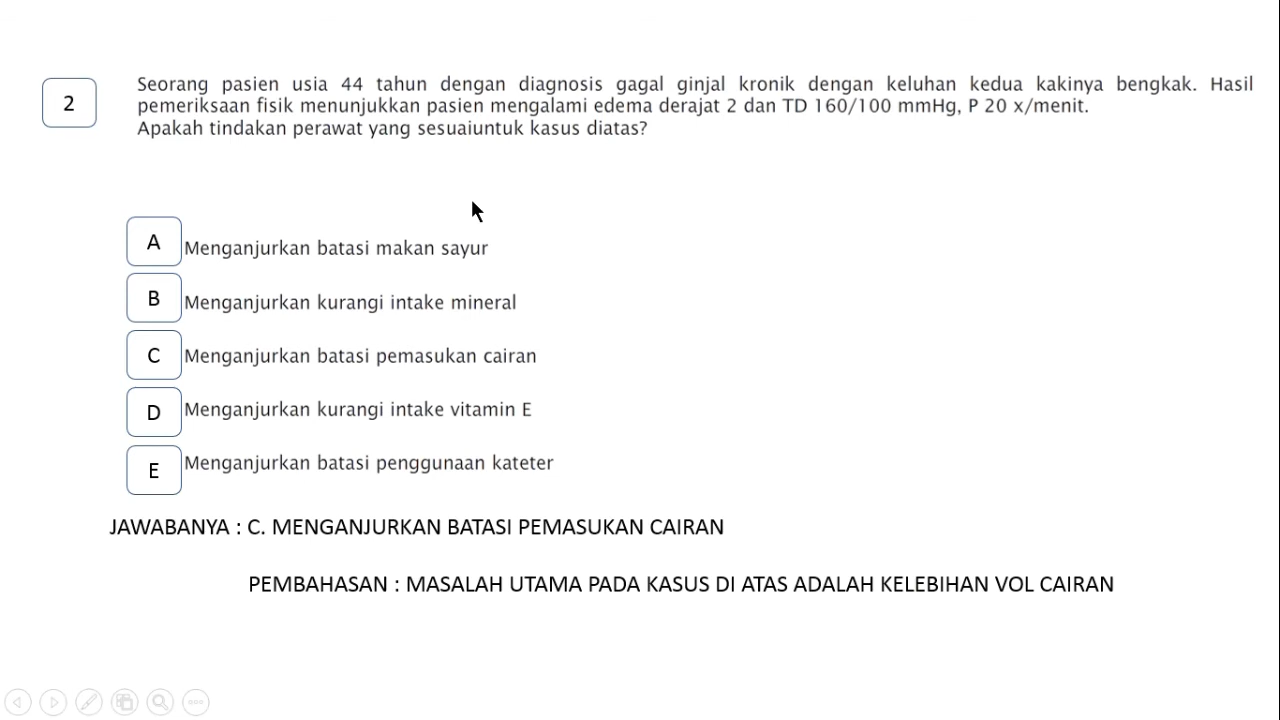 2
Seorang pasien usia 44 tahun dengan diagnosis gagal ginjal kronik dengan keluhan kedua kakinya bengkak. Hasil
pemeriksaan fisik menunjukkan pasien mengalami edema derajat 2 dan TD 160/100 mmHg, P 20 x/menit.
Apakah tindakan perawat yang sesuaiuntuk kasus diatas?
A Menganjurkan batasi makan sayur
B Menganjurkan kurangi intake mineral
C Menganjurkan batasi pemasukan cairan
D Menganjurkan kurangi intake vitamin E
E Menganjurkan batasi penggunaan kateter
JAWABANYA : C. MENGANJURKAN BATASI PEMASUKAN CAIRAN
PEMBAHASAN : MASALAH UTAMA PADA KASUS DI ATAS ADALAH KELEBIHAN VOL CAIRAN